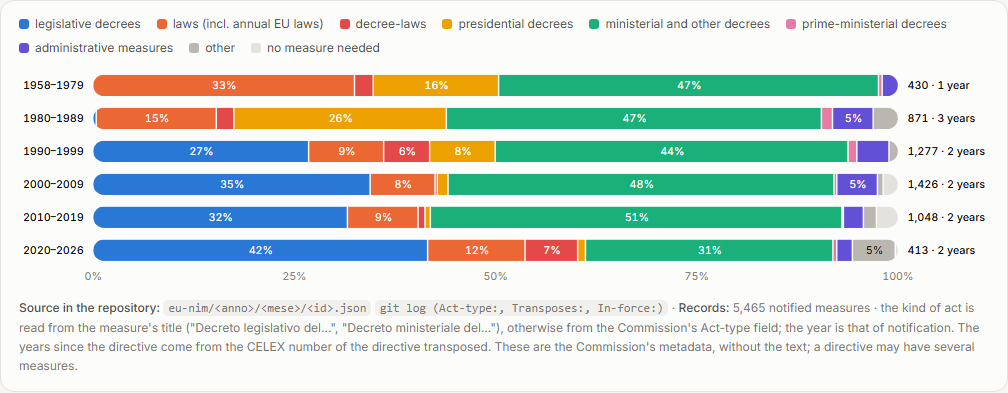 legislative decrees laws (incl. annual EU laws) decree-laws presidential decrees ministerial and other decrees prime-ministerial decrees
administrative measures other no measure needed
1958–1979 33% 16% 47% 430 · 1 year
1980–1989 15% 26% 47% 5% 871 · 3 years
1990–1999 27% 9% 6% 8% 44% 1,277 · 2 years
2000–2009 35% 8% 48% 5% 1,426 · 2 years
2010–2019 32% 9% 51% 1,048 · 2 years
2020–2026 42% 12% 7% 31% 5% 413 · 2 years
0% 25% 50% 75% 100%
Source in the repository: eu-nim/<anno>/<mese>/<id>.json git log (Act-type:, Transposes:, In-force:) · Records: 5,465 notified measures · the kind of act is
read from the measure's title ("Decreto legislativo del…", "Decreto ministeriale del…"), otherwise from the Commission's Act-type field; the year is that of notification. The
years since the directive come from the CELEX number of the directive transposed. These are the Commission's metadata, without the text; a directive may have several
measures.